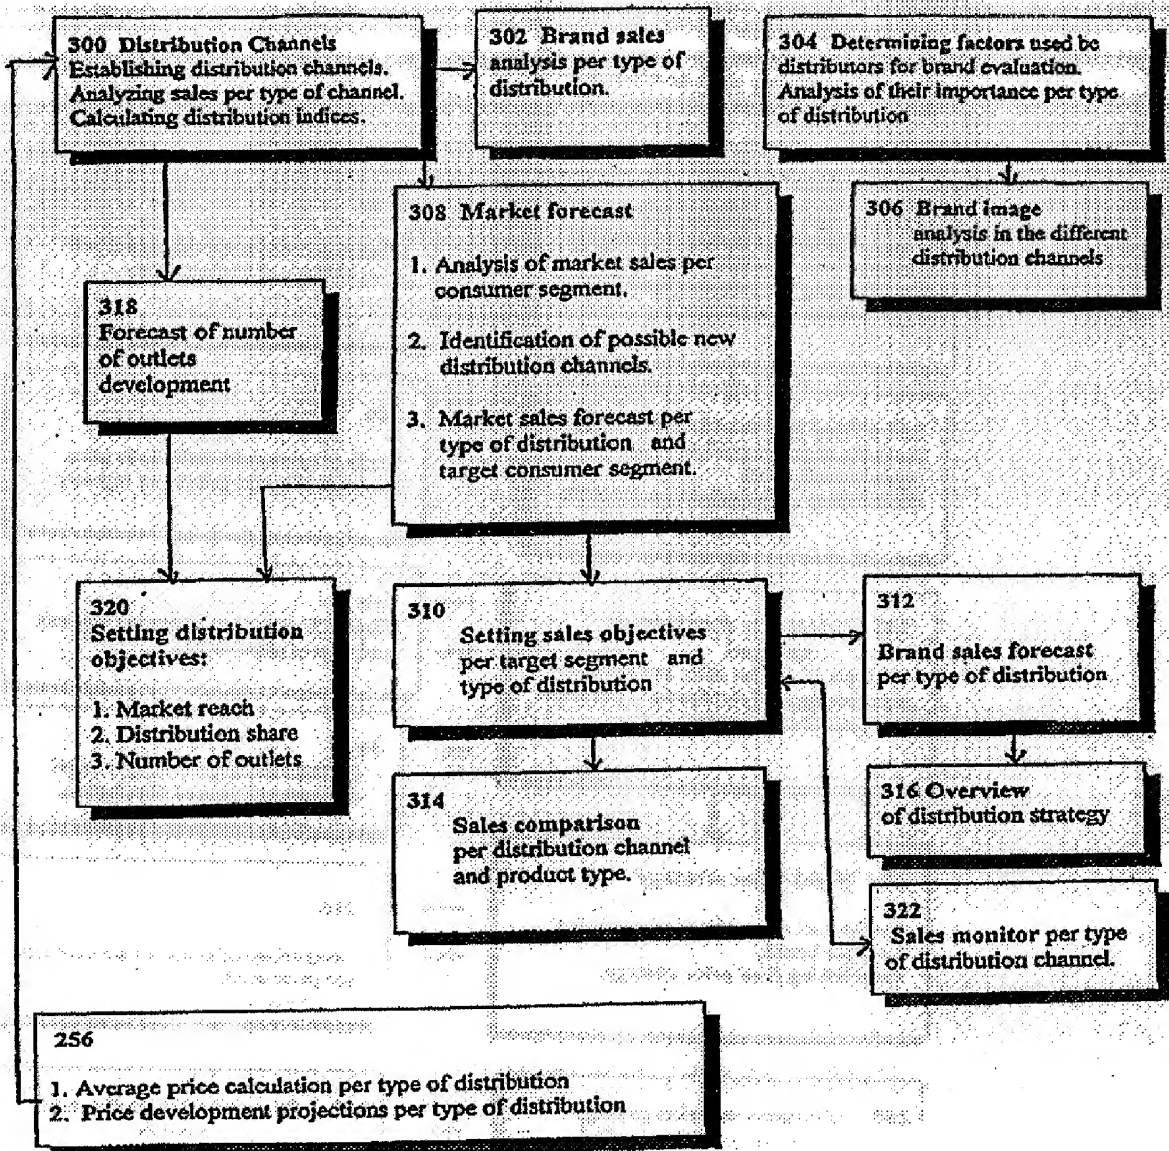 300 Distribution Channels
Establishing distribution channels.
Analyzing sales per type of channel.
Calculating distribution indices.
302 Brand sales
analysis per type of
distribution.
304 Determining factors used be
distributors for brand evaluation.
Analysis of their importance per type
of distribution
306 Brand image
analysis in the different
distribution channels
308 Market forecast
1. Analysis of market sales per
consumer segment.
2. Identification of possible new
distribution channels.
3. Market sales forecast per
type of distribution and
target consumer segment.
318
Forecast of number
of outlets
development
320
Setting distribution
objectives:
1. Market reach
2. Distribution share
3. Number of outlets
310
Setting sales objectives
per target segment and
type of distribution
312
Brand sales forecast
per type of distribution
314
Sales comparison
per distribution channel
and product type.
316 Overview
of distribution strategy
322
Sales monitor per type
of distribution channel.
256
1. Average price calculation per type of distribution
2. Price development projections per type of distribution